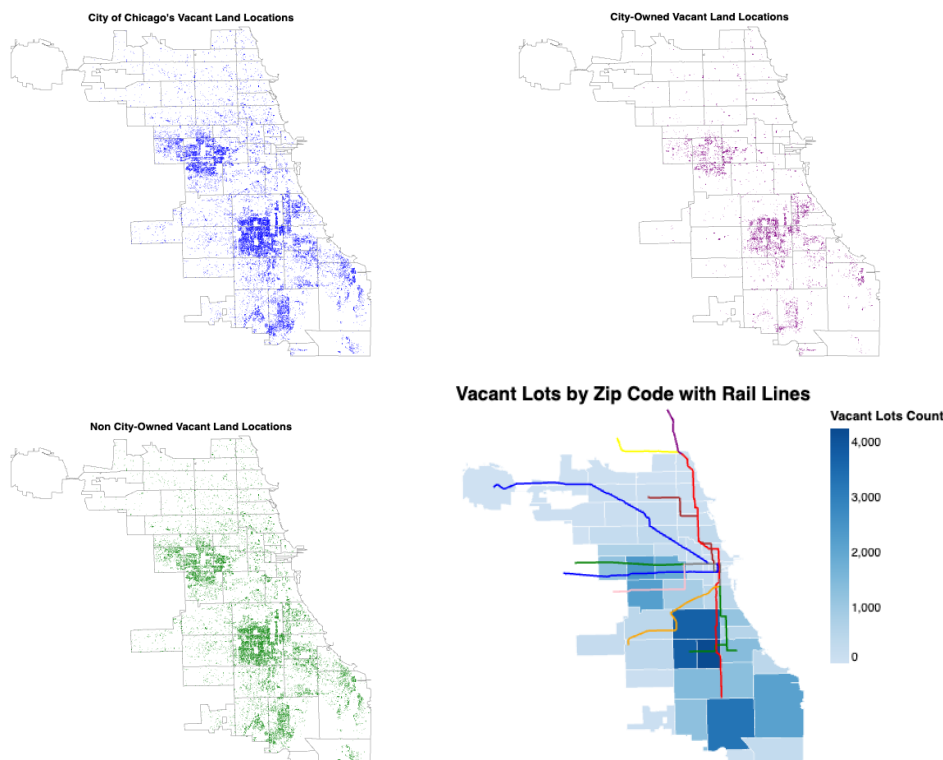 City of Chicago's Vacant Land Locations
City-Owned Vacant Land Locations
Non City-Owned Vacant Land Locations
Vacant Lots by Zip Code with Rail Lines
Vacant Lots Count
4,000
3,000
2,000
1,000
0